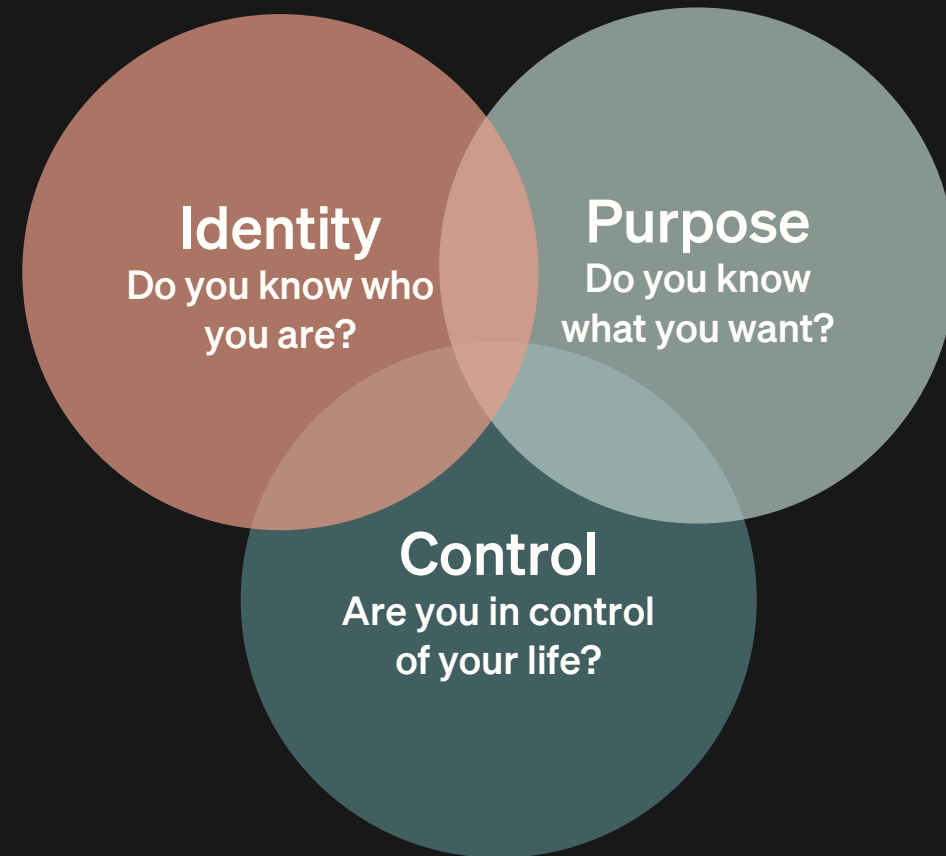 Identity
Do you know who
you are?
Purpose
Do you know
what you want?
Control
Are you in control
of your life?